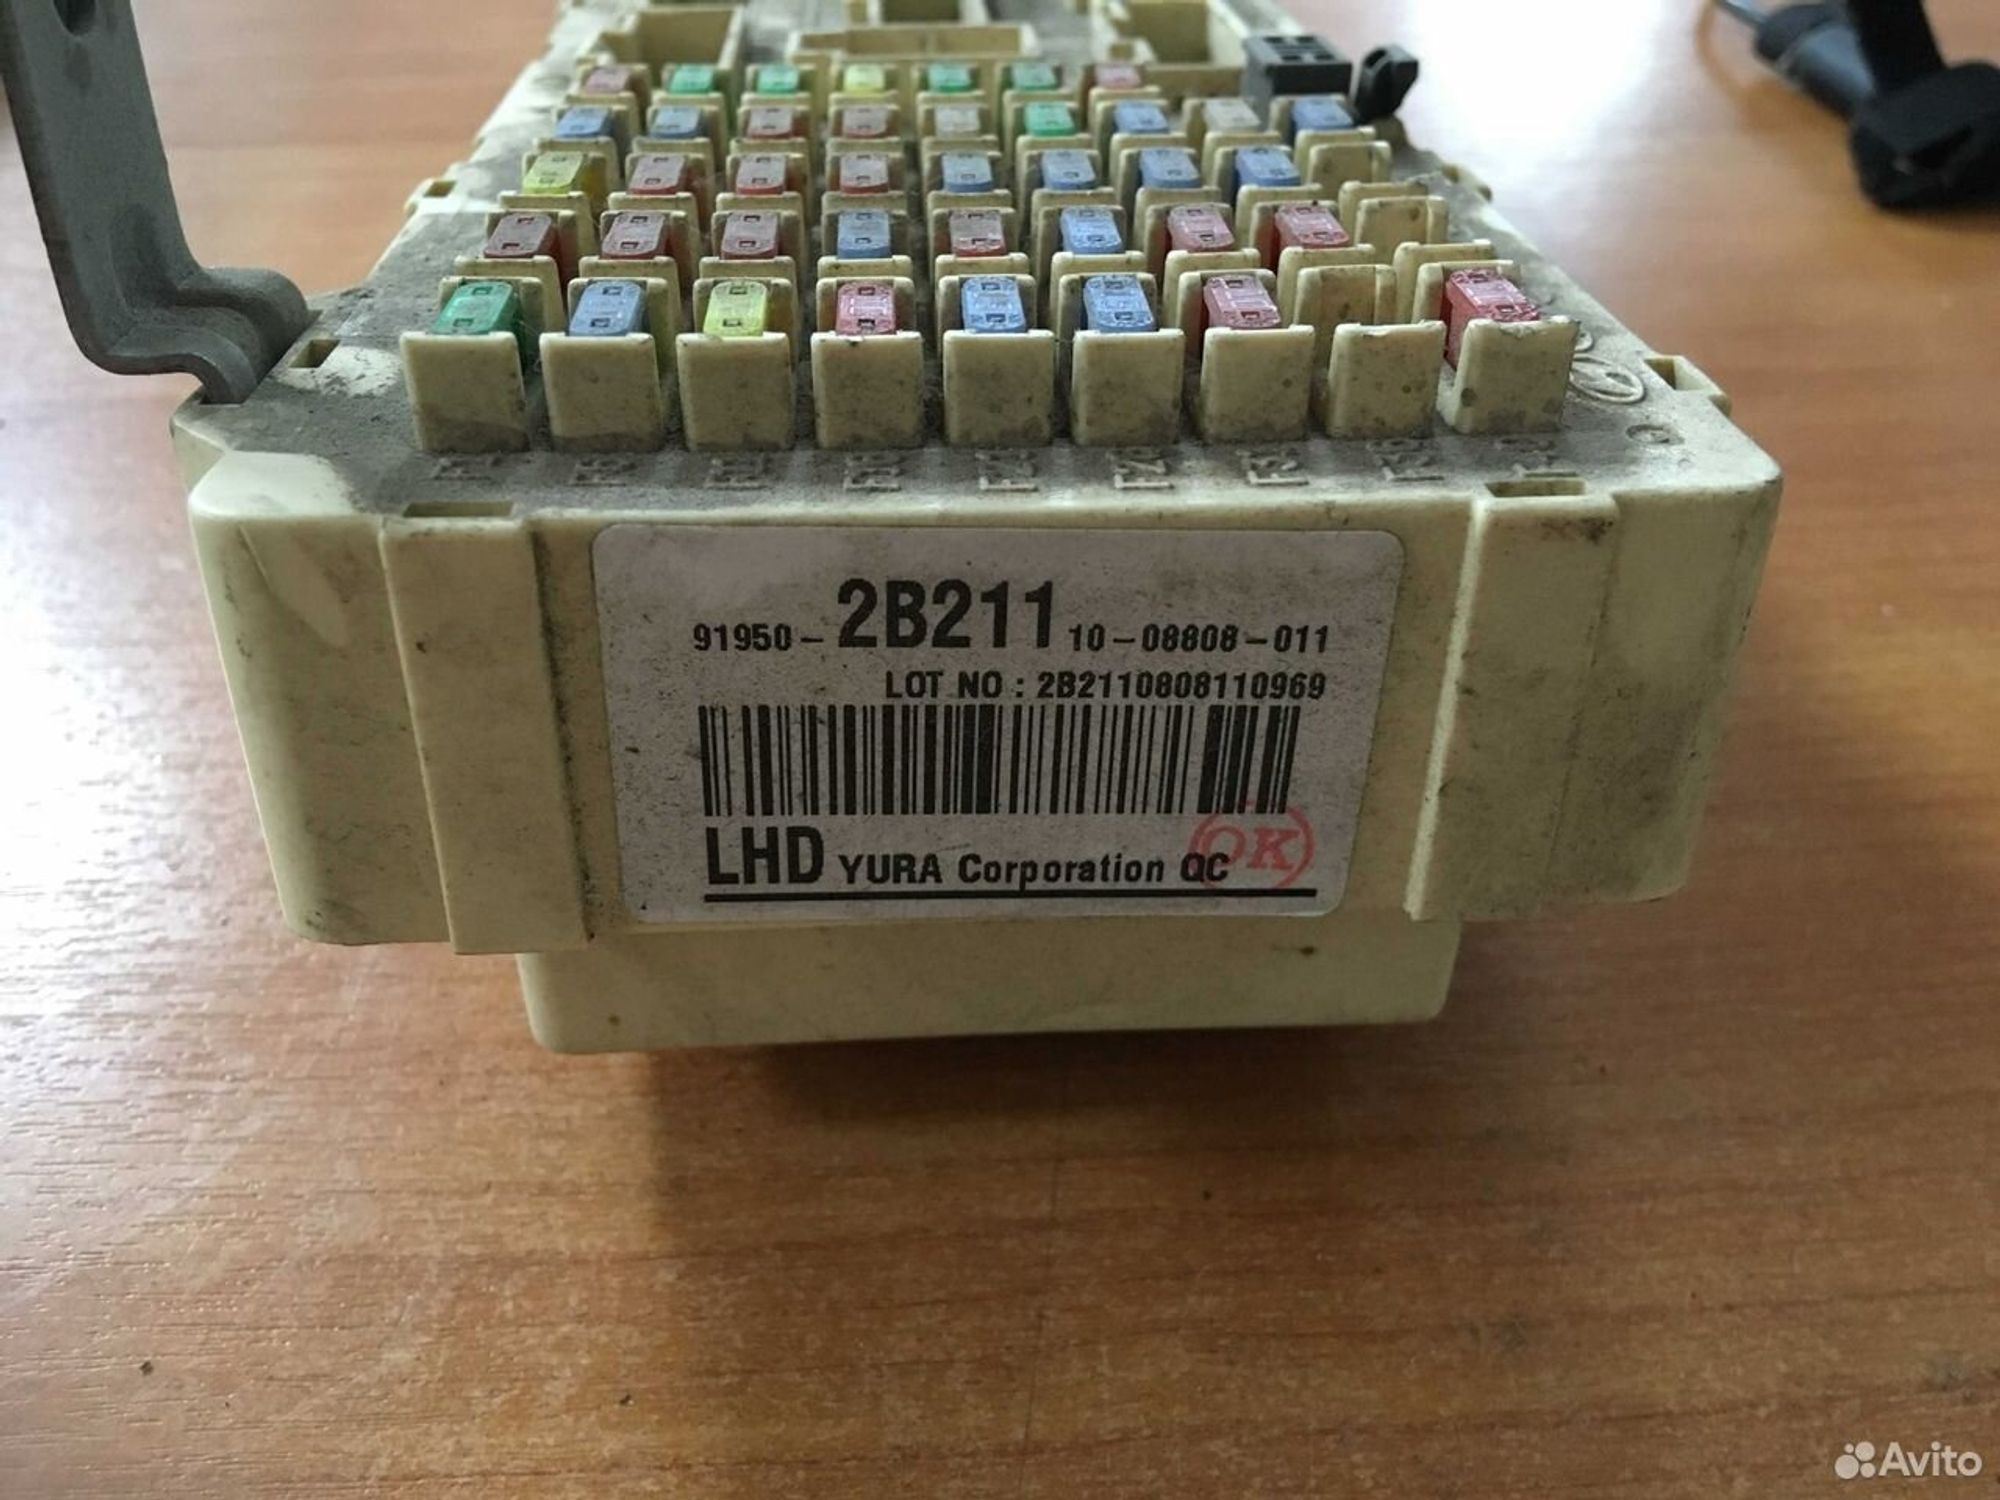 91950-2B211 10-08808-011
LOT NO : 2B2110808110969
LHD YURA Corporation QC
OK
Avito